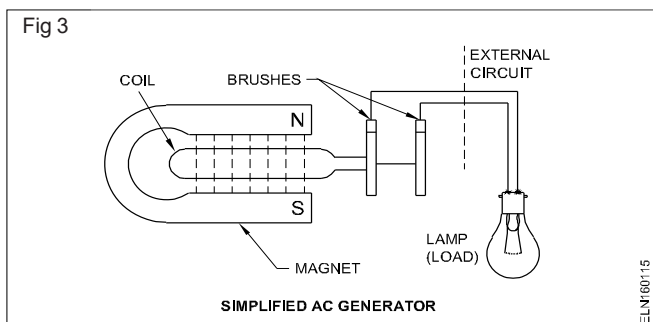 Fig 3
EXTERNAL
CIRCUIT
COIL
BRUSHES
N
S
LAMP
(LOAD)
MAGNET
SIMPLIFIED AC GENERATOR
ELN160115